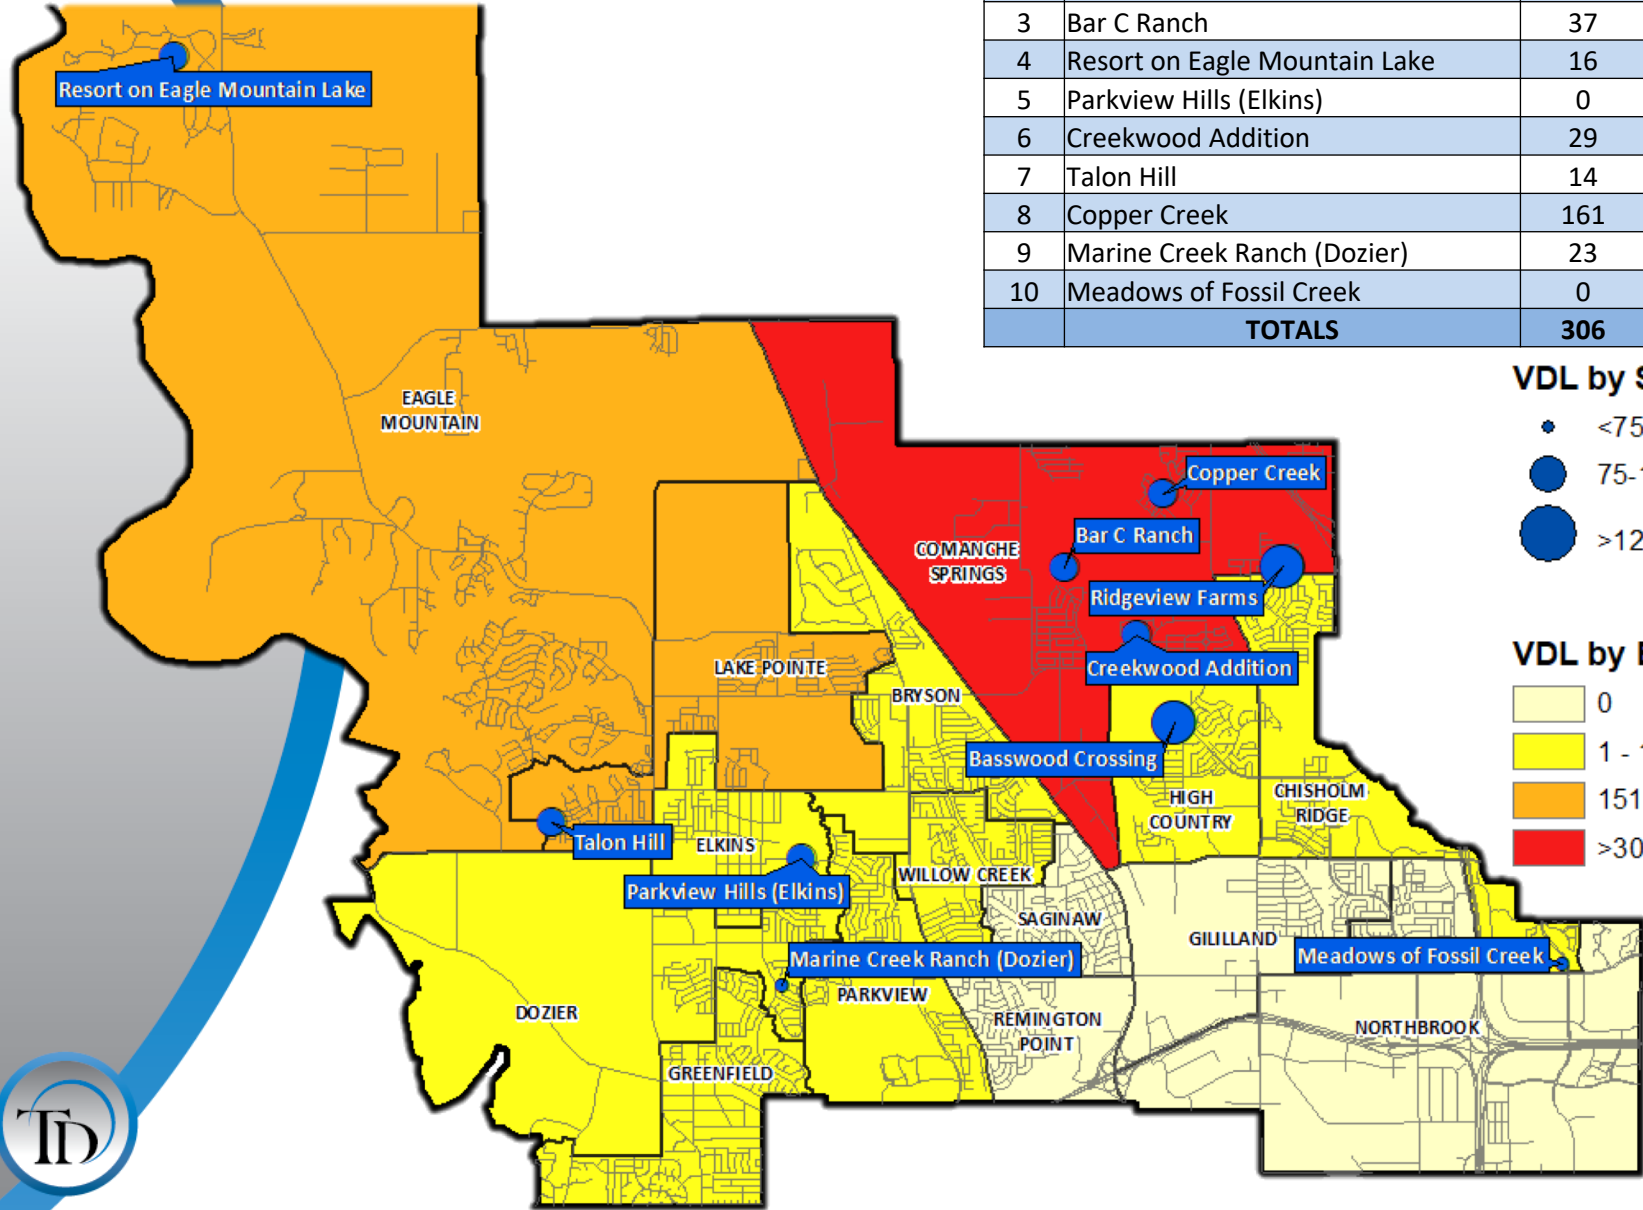 3 Bar C Ranch 37
4 Resort on Eagle Mountain Lake 16
5 Parkview Hills (Elkins) 0
6 Creekwood Addition 29
7 Talon Hill 14
8 Copper Creek 161
9 Marine Creek Ranch (Dozier) 23
10 Meadows of Fossil Creek 0
TOTALS 306
Resort on Eagle Mountain Lake
EAGLE
MOUNTAIN
VDL by
<75
75-
>12
Copper Creek
Bar C Ranch
COMANCHE
SPRINGS
Ridgeview Farms
Creekwood Addition
LAKE POINTE
BRYSON
VDL by
0
1 -
151
>30
Basswood Crossing
HIGH
COUNTRY
CHISHOLM
RIDGE
Talon Hill
ELKINS
WILLOW CREEK
Parkview Hills (Elkins)
SAGINAW
GILILLAND
Meadows of Fossil Creek
Marine Creek Ranch (Dozier)
PARKVIEW
DOZIER
REMINGTON
POINT
NORTHBROOK
GREENFIELD
TD